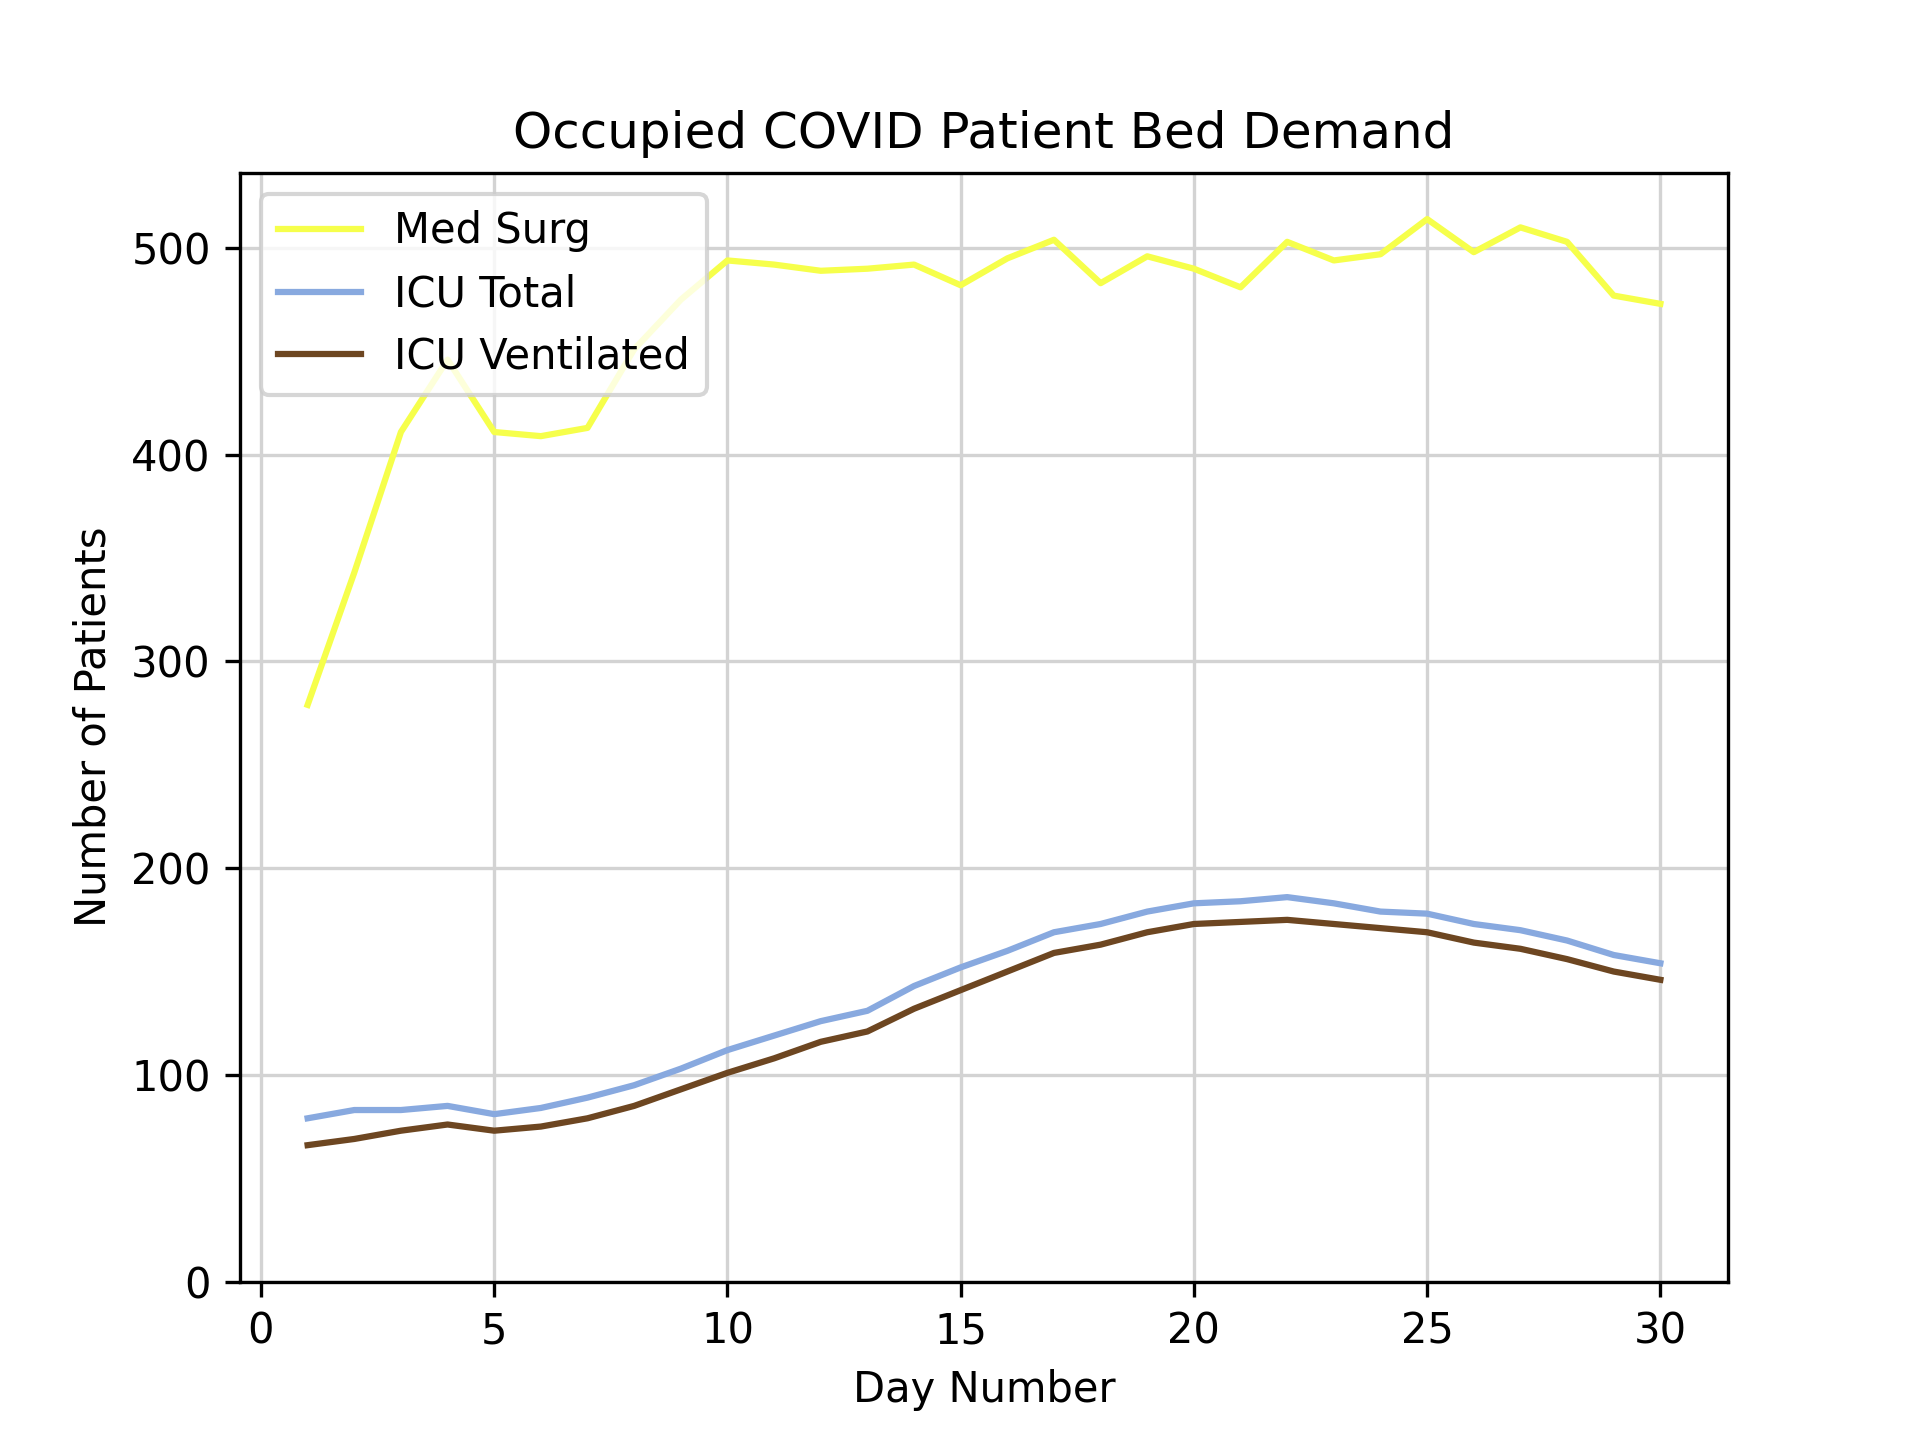 Occupied COVID Patient Bed Demand
Med Surg
ICU Total
ICU Ventilated
Number of Patients
500
400
300
200
100
0
0 5 10 15 20 25 30
Day Number